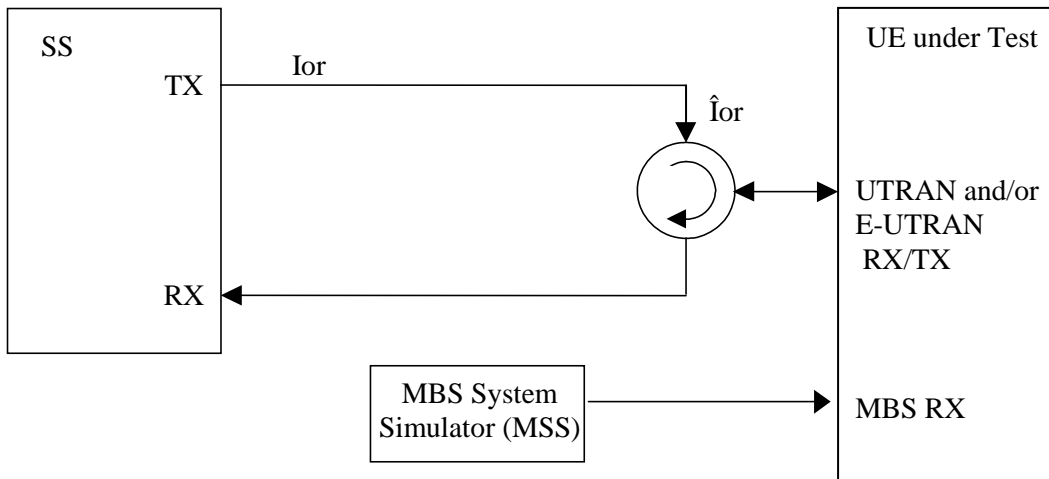 SS
TX
RX
Ior
Îor
UE under Test
UTRAN and/or
E-UTRAN
RX/TX
MBS System
Simulator (MSS)
MBS RX